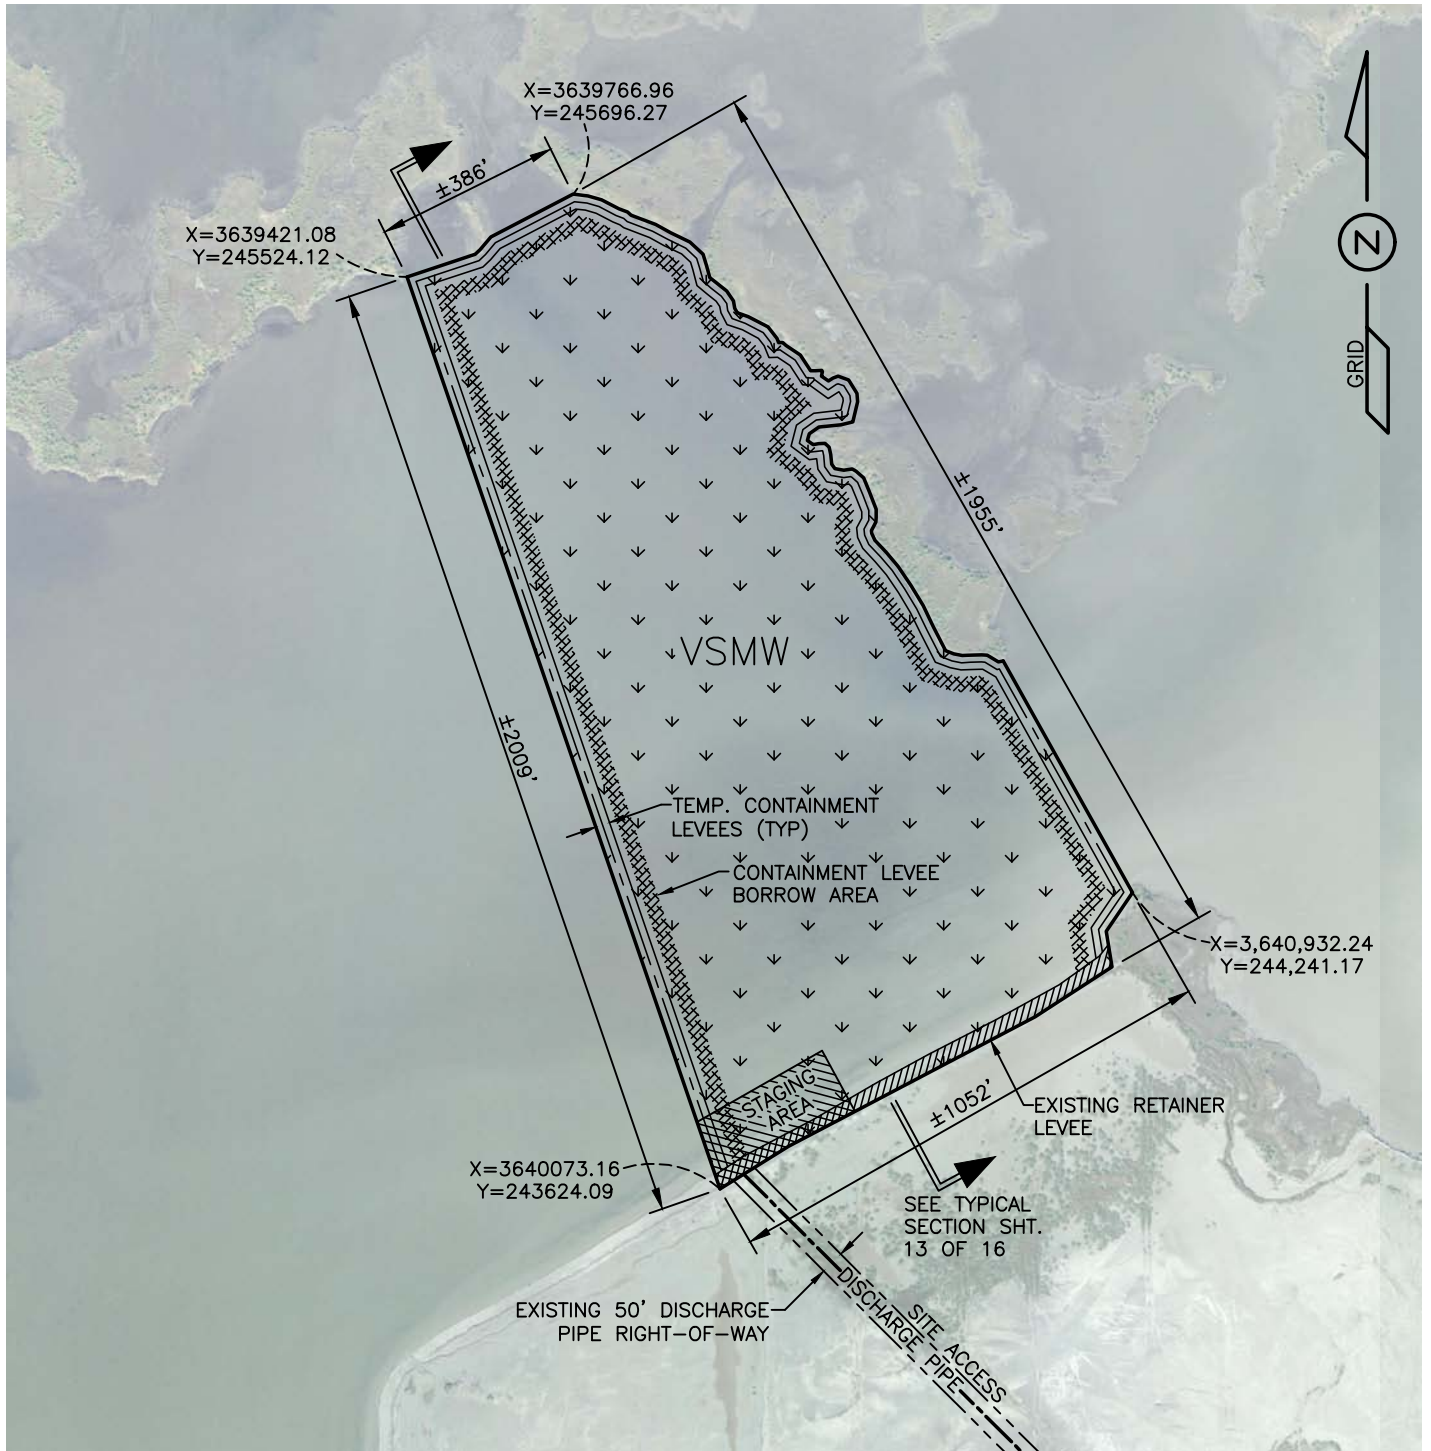 X=3639766.96
Y=245696.27
±386'
X=3639421.08
Y=245524.12
N
GRID
±1955'
VSMW
±2009'
TEMP. CONTAINMENT
LEVEES (TYP)
CONTAINMENT LEVEE
BORROW AREA
X=3,640,932.24
Y=244,241.17
STAGING
AREA
±1052'
EXISTING RETAINER
LEVEE
X=3640073.16
Y=243624.09
SEE TYPICAL
SECTION SHT.
13 OF 16
EXISTING 50' DISCHARGE
PIPE RIGHT-OF-WAY
SITE ACCESS
DISCHARGE PIPE